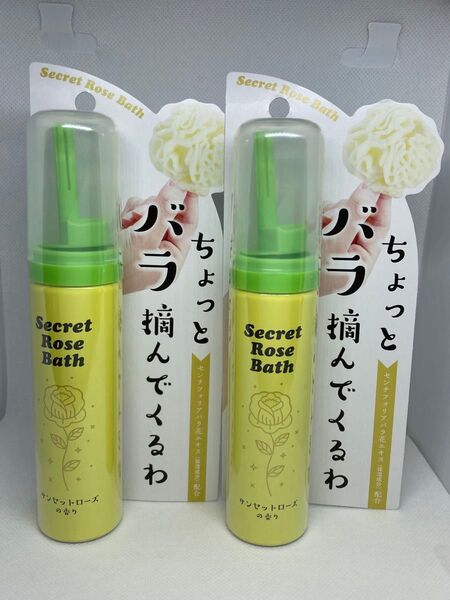 Secret Rose Bath
ちょっと
バラ
摘んでくるわ
センチフォリアバラ花エキス（保湿成分）配合
Secret
Rose
Bath
サンセットローズ
の香り
Secret Rose Bath
ちょっと
バラ
摘んでくるわ
センチフォリアバラ花エキス（保湿成分）配合
Secret
Rose
Bath
サンセットローズ
の香り